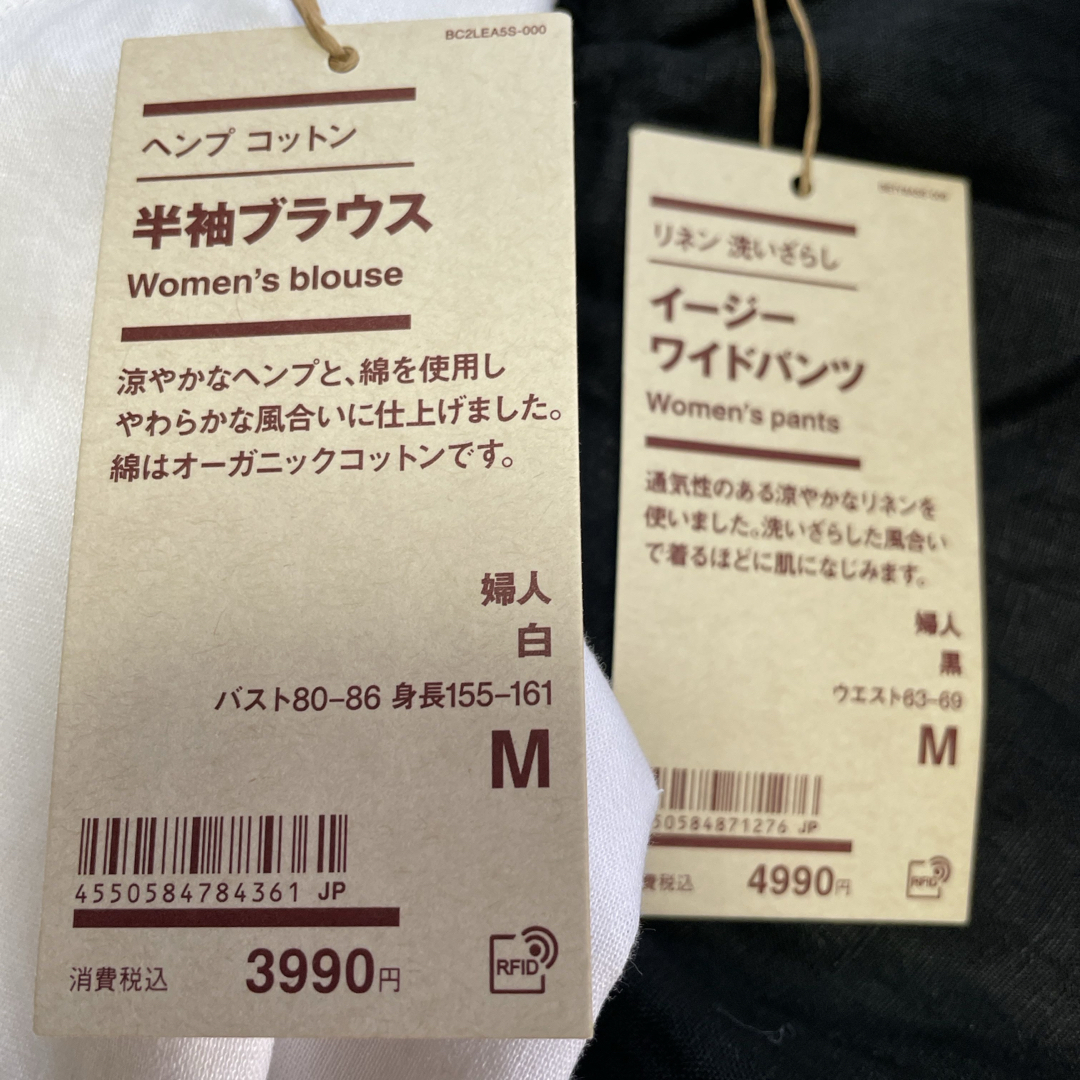 BC2LEA5S-000
ヘンプ コットン
半袖ブラウス
Women's blouse
涼やかなヘンプと、綿を使用し
やわらかな風合いに仕上げました。
綿はオーガニックコットンです。
婦人
白
バスト80–86 身長155–161
M
4550584784361 JP
消費税込 3990円
RFID
リネン 洗いざらし
イージー
ワイドパンツ
Women's pants
通気性のある涼やかなリネンを
使いました。洗いざらした風合い
で着るほどに肌になじみます。
婦人
黒
ウエスト63–69
M
50584871276 JP
費税込 4990円
RFID